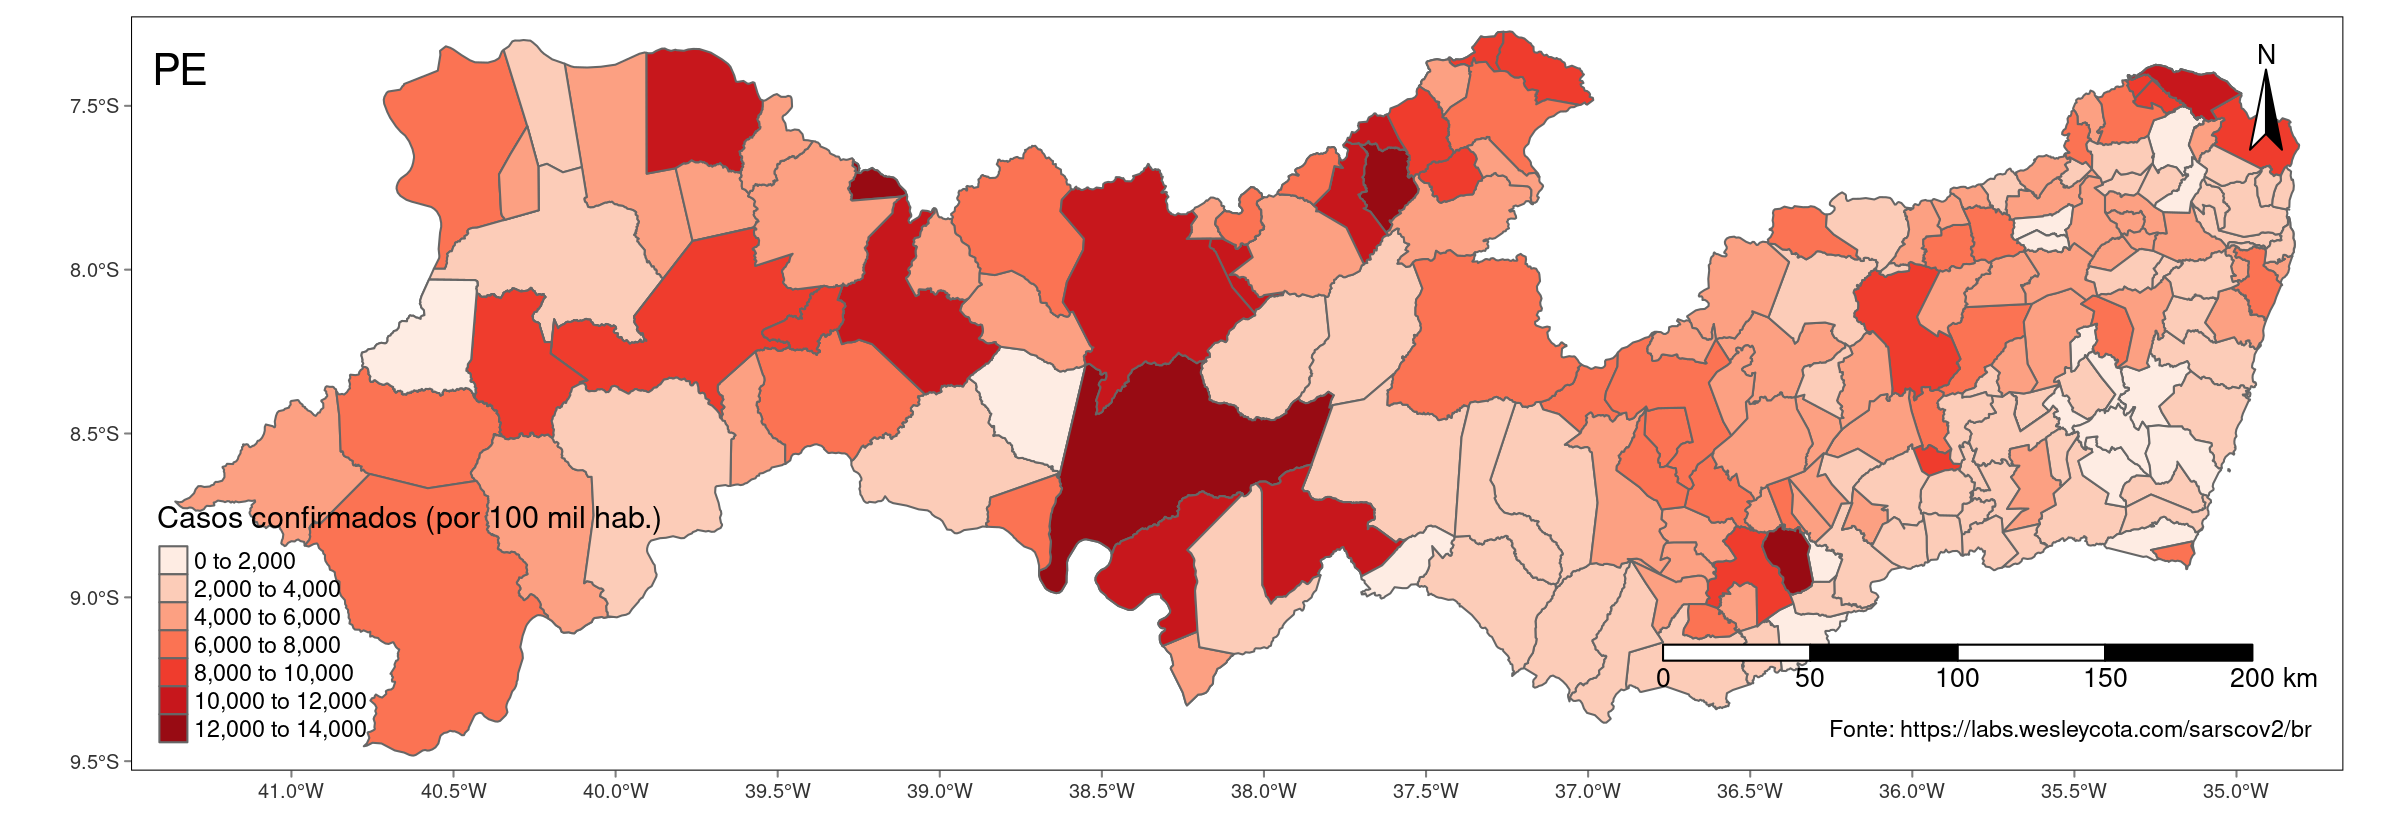 PE
N
7.5°S
8.0°S
8.5°S
9.0°S
9.5°S
Casos confirmados (por 100 mil hab.)
0 to 2,000
2,000 to 4,000
4,000 to 6,000
6,000 to 8,000
8,000 to 10,000
10,000 to 12,000
12,000 to 14,000
0 50 100 150 200 km
Fonte: https://labs.wesleycota.com/sarscov2/br
41.0°W 40.5°W 40.0°W 39.5°W 39.0°W 38.5°W 38.0°W 37.5°W 37.0°W 36.5°W 36.0°W 35.5°W 35.0°W